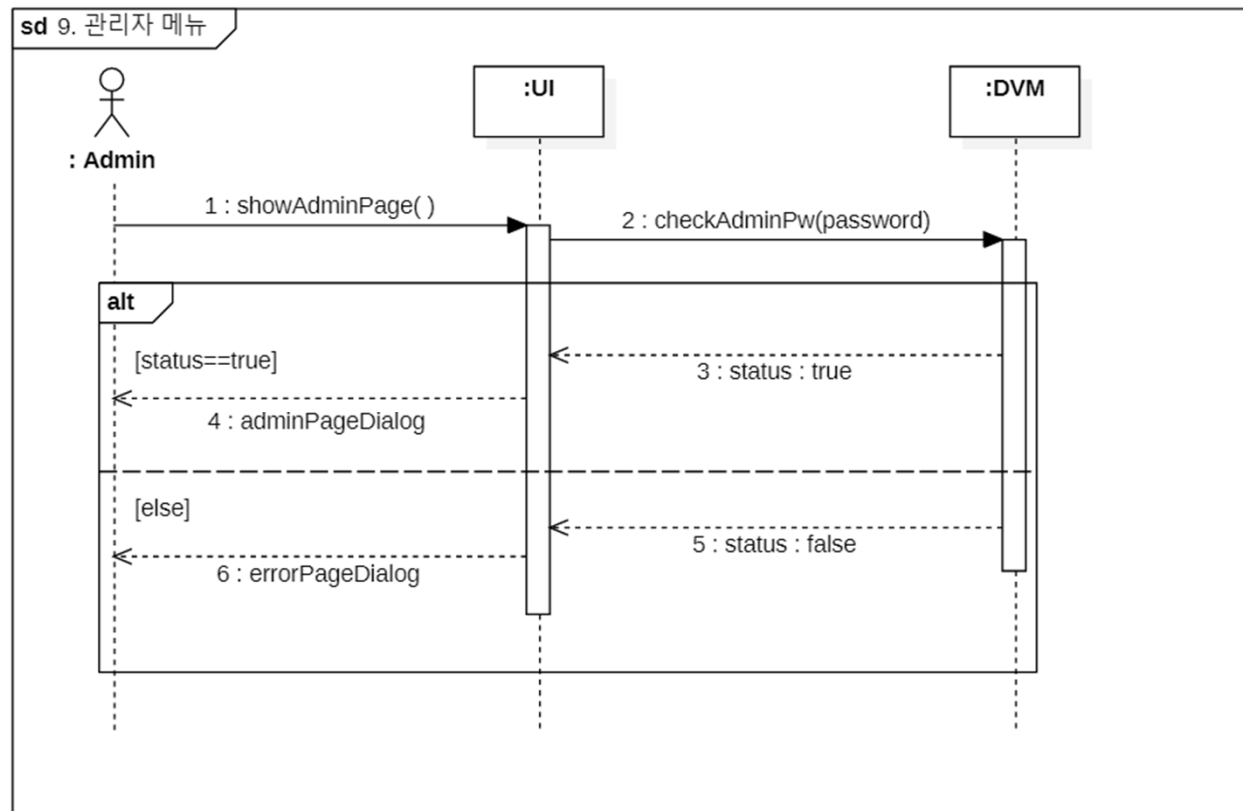 sd 9. 관리자 메뉴
: Admin
:UI
:DVM
1 : showAdminPage( )
2 : checkAdminPw(password)
alt
[status==true]
3 : status : true
4 : adminPageDialog
[else]
5 : status : false
6 : errorPageDialog